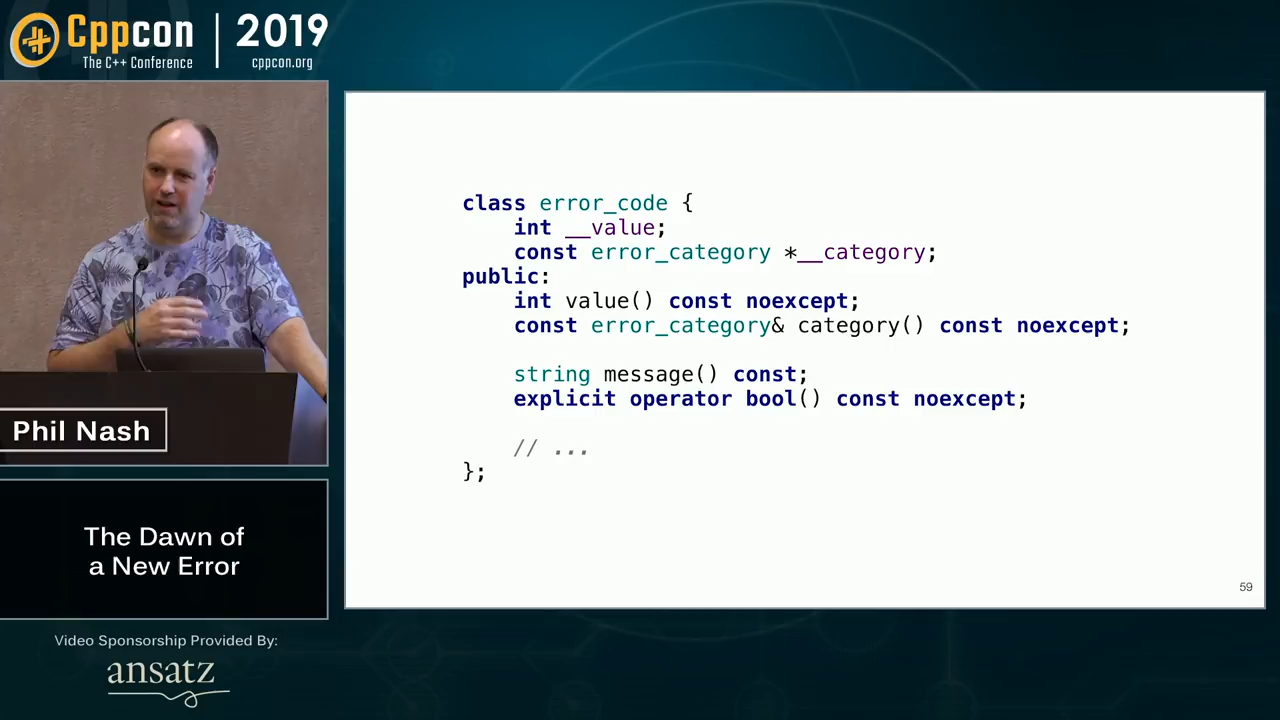 Cppcon
The C++ Conference
2019
cppcon.org
class error_code {
    int __value;
    const error_category *__category;
public:
    int value() const noexcept;
    const error_category& category() const noexcept;
    string message() const;
    explicit operator bool() const noexcept;
    // ...
};
59
Phil Nash
The Dawn of
a New Error
Video Sponsorship Provided By:
ansatz